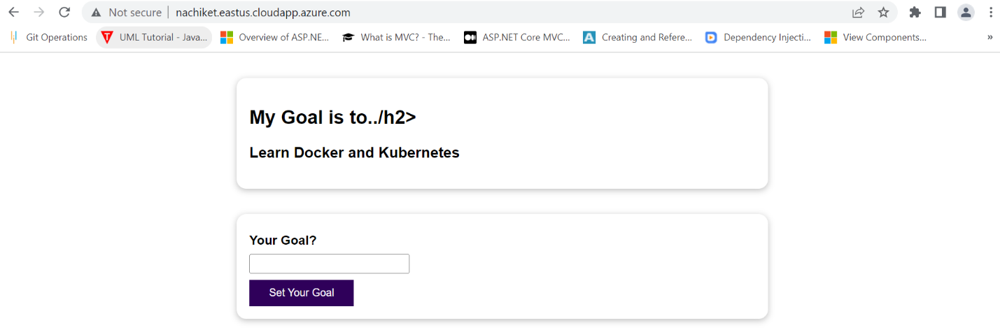 Not secure | nachiket.eastus.cloudapp.azure.com
Git Operations UML Tutorial - Java... Overview of ASP.NE... What is MVC? - The... ASP.NET Core MVC... Creating and Refere... Dependency Injecti... View Components... »
My Goal is to../h2>
Learn Docker and Kubernetes
Your Goal?
Set Your Goal